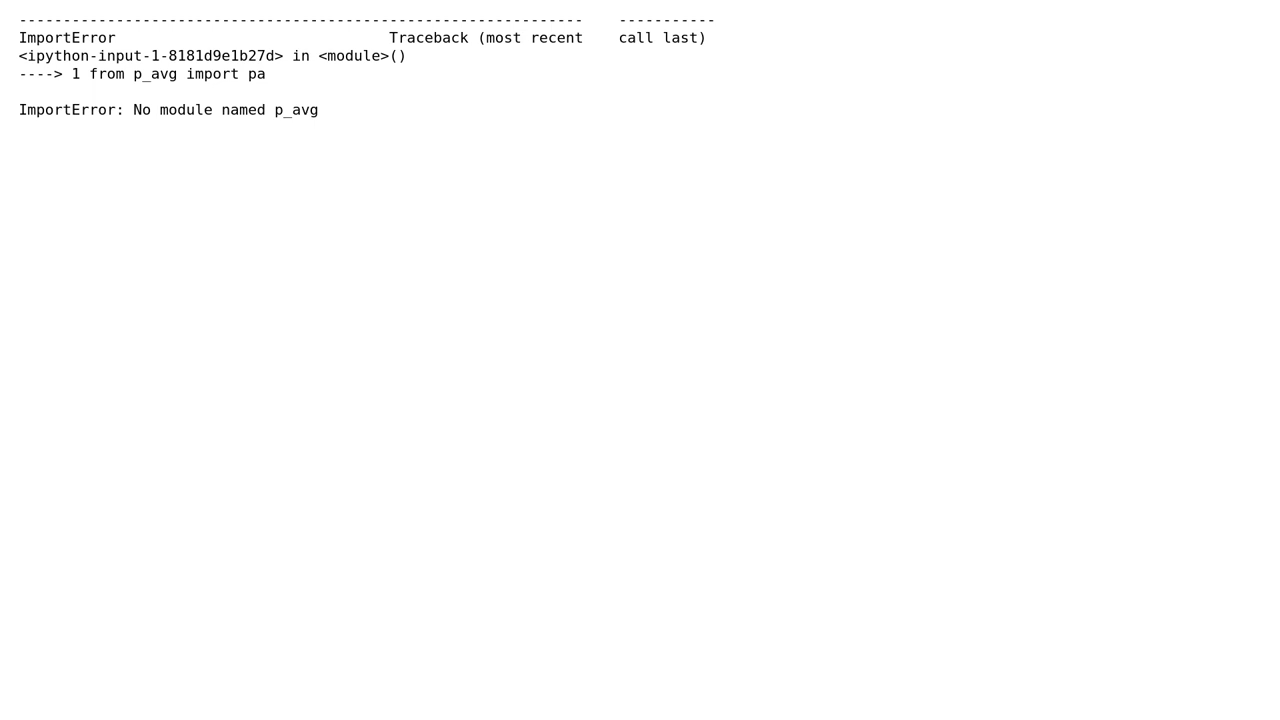 ----------------------------------------------------------------    -----------
ImportError                               Traceback (most recent    call last)
<ipython-input-1-8181d9e1b27d> in <module>()
----> 1 from p_avg import pa

ImportError: No module named p_avg